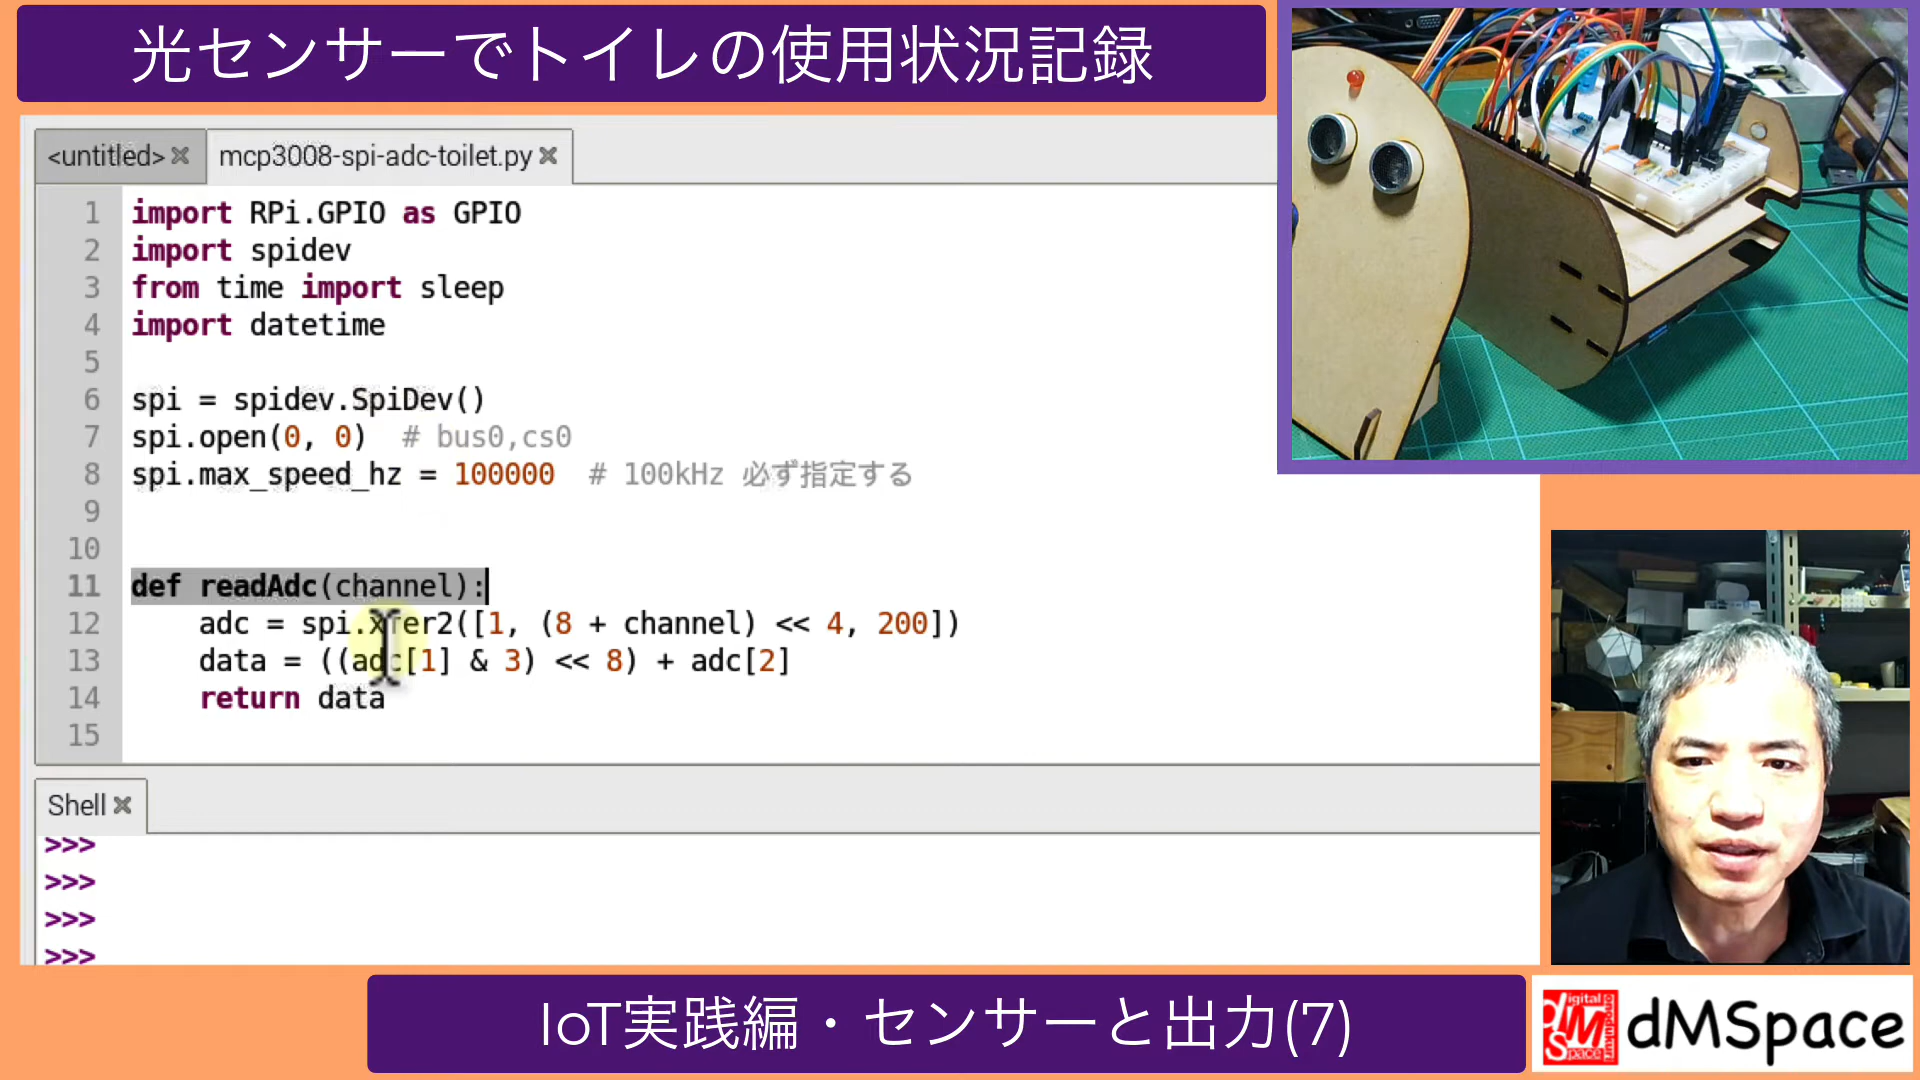 光センサーでトイレの使用状況記録
<untitled> ✖ mcp3008-spi-adc-toilet.py ✖
1 import RPi.GPIO as GPIO
2 import spidev
3 from time import sleep
4 import datetime
5
6 spi = spidev.SpiDev()
7 spi.open(0, 0)  # bus0,cs0
8 spi.max_speed_hz = 100000  # 100kHz 必ず指定する
9
10
11 def readAdc(channel):
12     adc = spi.xfer2([1, (8 + channel) << 4, 200])
13     data = ((adc[1] & 3) << 8) + adc[2]
14     return data
15
Shell ✖
>>>
>>>
>>>
>>>
IoT実践編・センサーと出力(7)
dMSpace